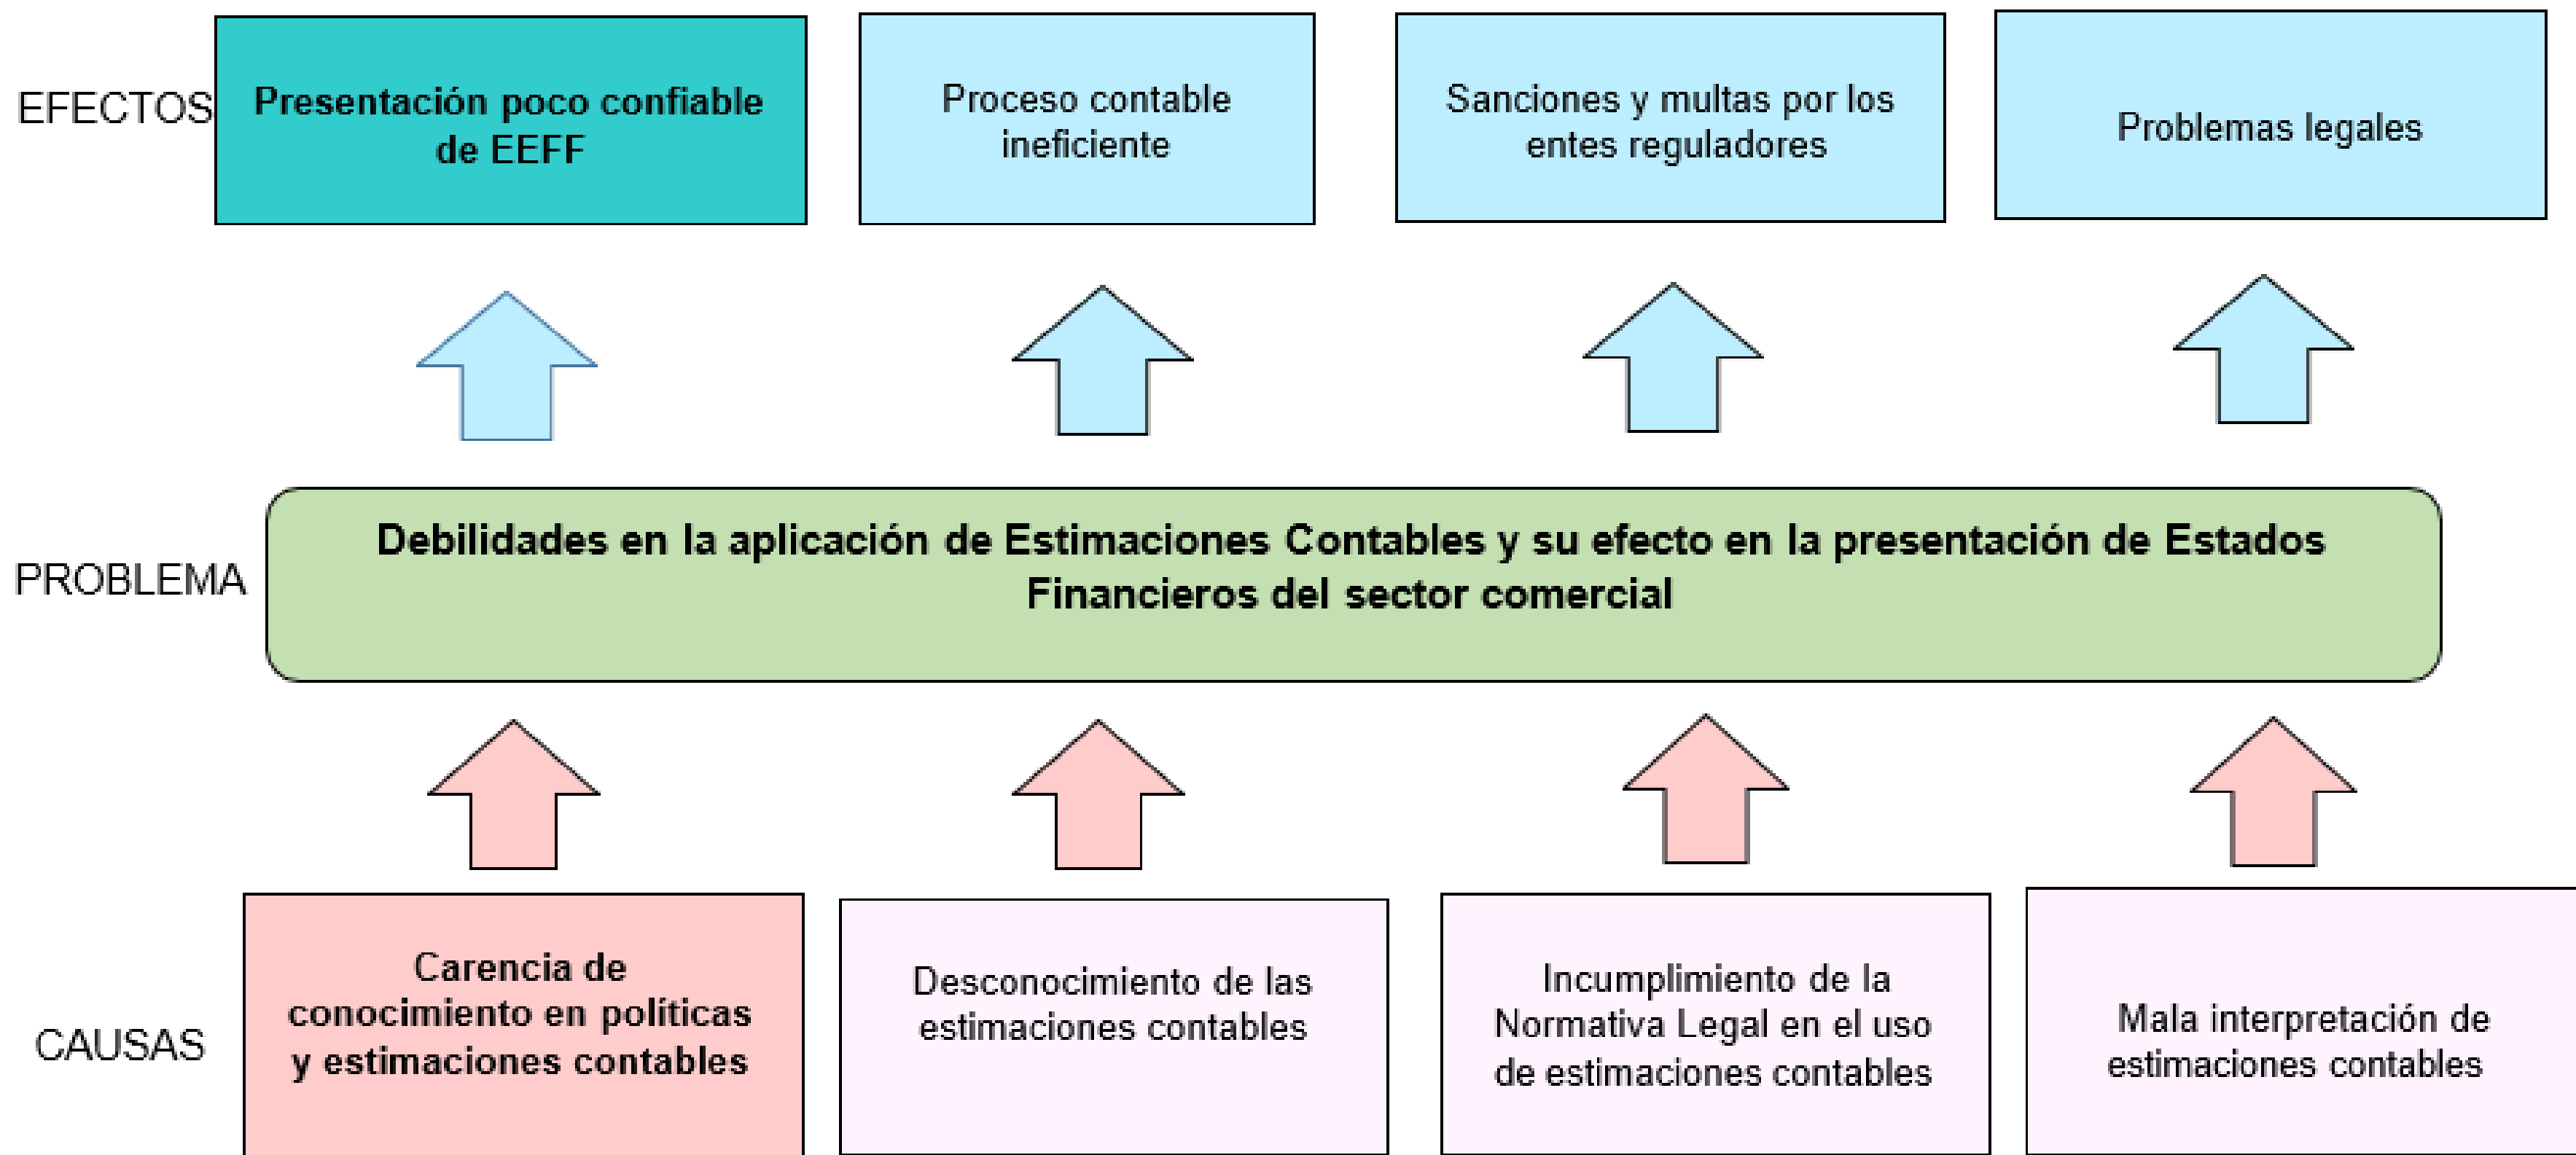 EFECTOS
Presentación poco confiable
de EEFF
Proceso contable
ineficiente
Sanciones y multas por los
entes reguladores
Problemas legales
PROBLEMA
Debilidades en la aplicación de Estimaciones Contables y su efecto en la presentación de Estados
Financieros del sector comercial
CAUSAS
Carencia de
conocimiento en políticas
y estimaciones contables
Desconocimiento de las
estimaciones contables
Incumplimiento de la
Normativa Legal en el uso
de estimaciones contables
Mala interpretación de
estimaciones contables